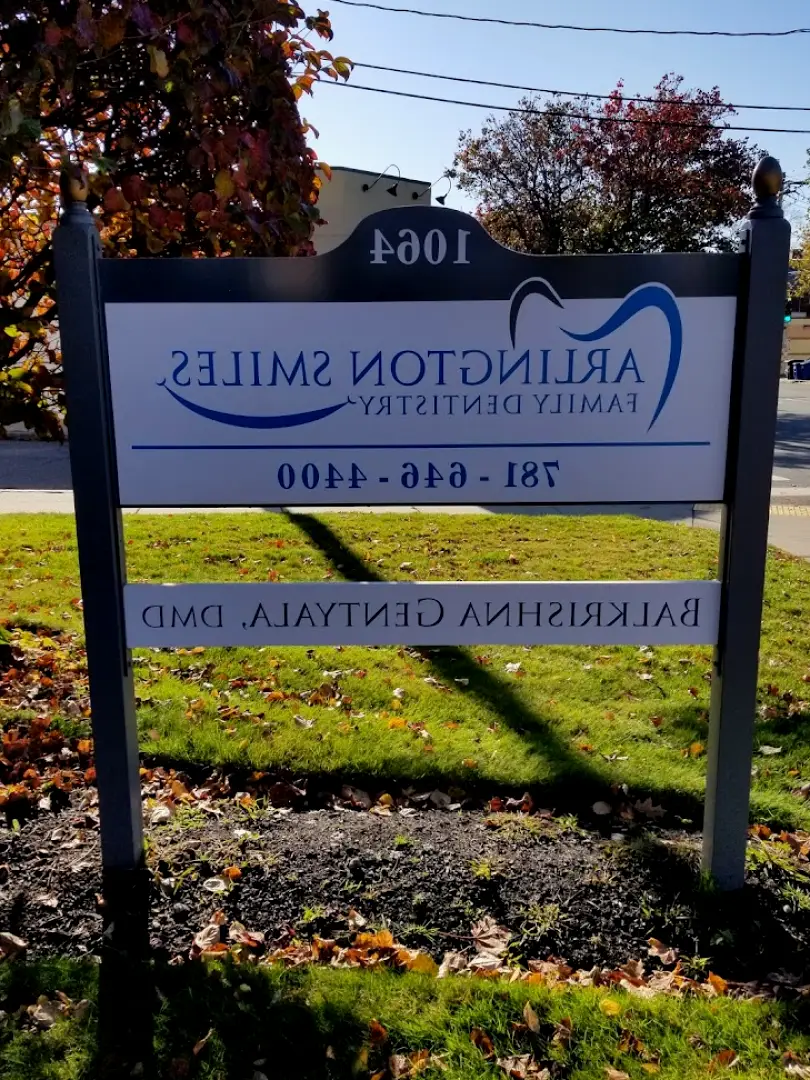 1064
ARLINGTON SMILES
FAMILY DENTISTRY
781 - 646 - 4400
BALKRISHNA GENTYALA, DMD